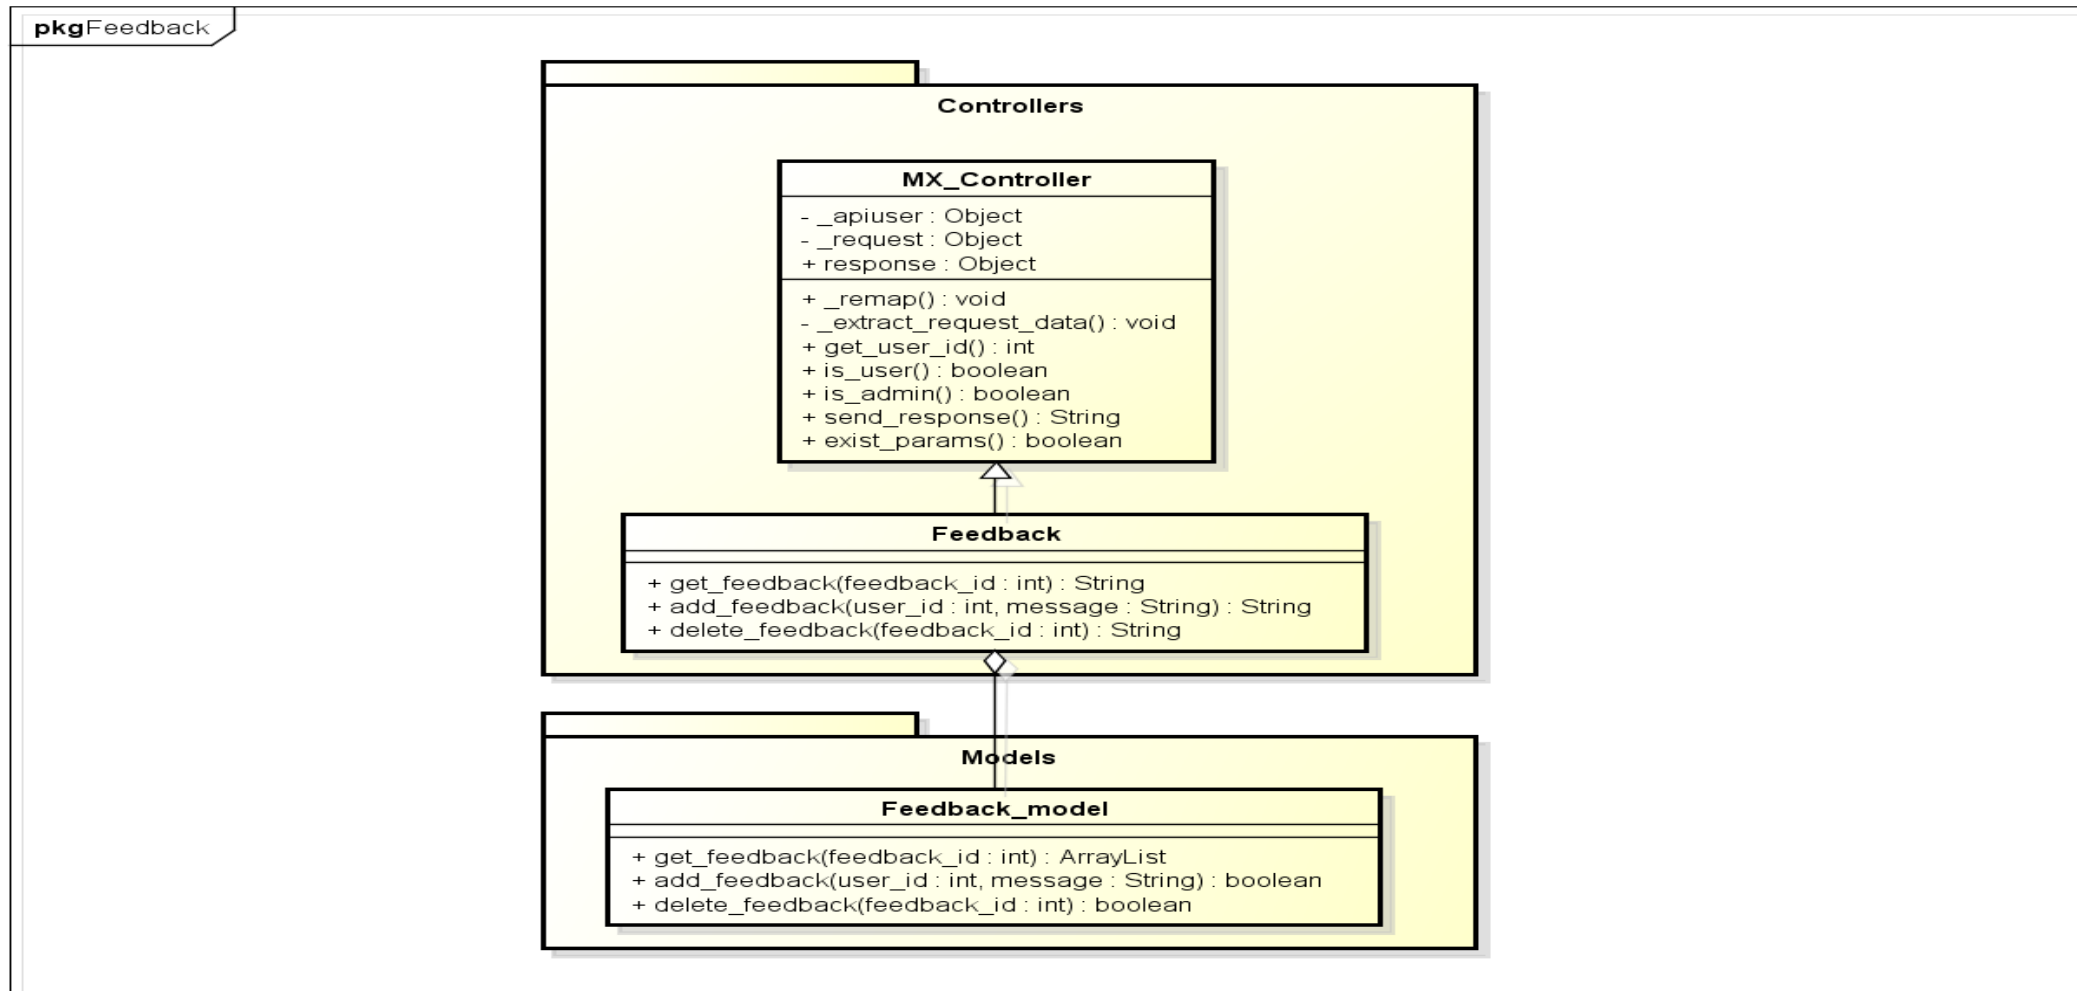 pkgFeedback
Controllers
MX_Controller
- _apiuser : Object
- _request : Object
+ response : Object
+ _remap() : void
- _extract_request_data() : void
+ get_user_id() : int
+ is_user() : boolean
+ is_admin() : boolean
+ send_response() : String
+ exist_params() : boolean
Feedback
+ get_feedback(feedback_id : int) : String
+ add_feedback(user_id : int, message : String) : String
+ delete_feedback(feedback_id : int) : String
Models
Feedback_model
+ get_feedback(feedback_id : int) : ArrayList
+ add_feedback(user_id : int, message : String) : boolean
+ delete_feedback(feedback_id : int) : boolean